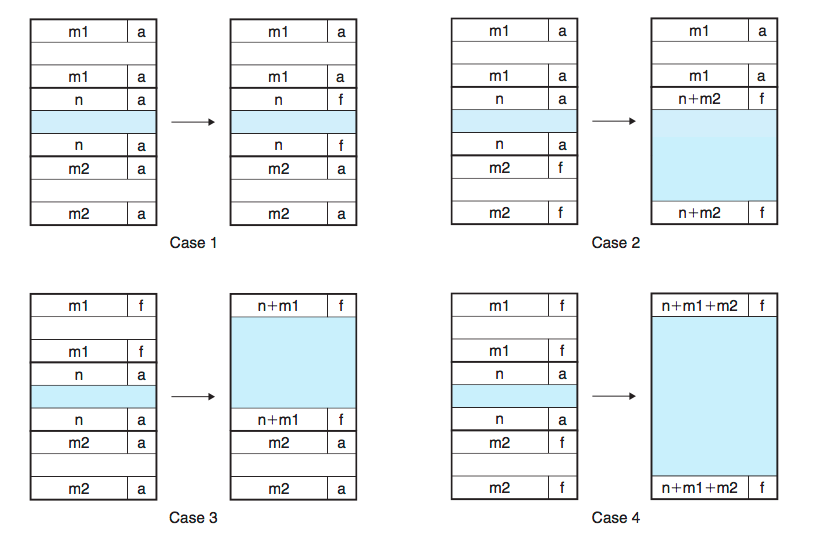 m1 a m1 a
m1 a m1 a
n a n f
n a n f
m2 a m2 a
m2 a m2 a
Case 1
m1 a m1 a
m1 a m1 a
n a n+m2 f
n a
m2 f
m2 f n+m2 f
Case 2
m1 f n+m1 f
m1 f
n a
n a n+m1 f
m2 a m2 a
m2 a m2 a
Case 3
m1 f n+m1+m2 f
m1 f
n a
n a
m2 f
m2 f n+m1+m2 f
Case 4